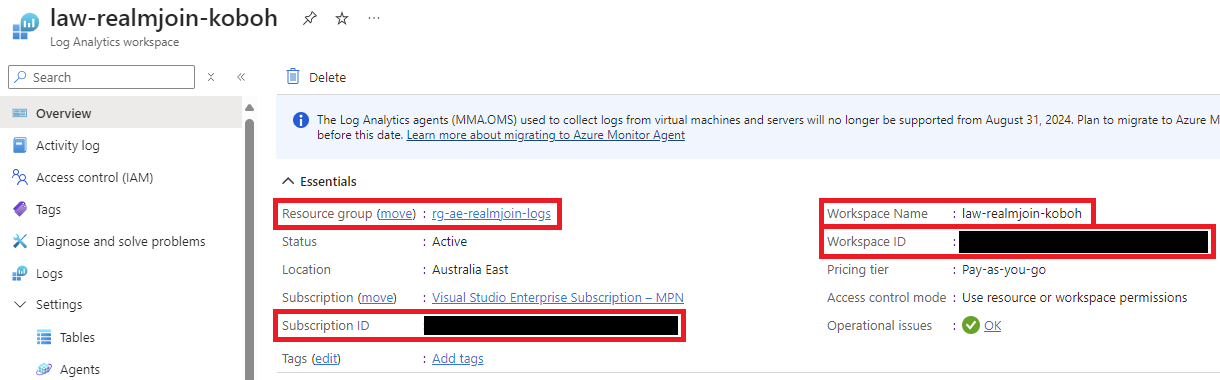 law-realmjoin-koboh
Log Analytics workspace
Search
Delete
Overview
Activity log
Access control (IAM)
Tags
Diagnose and solve problems
Logs
Settings
Tables
Agents
The Log Analytics agents (MMA.OMS) used to collect logs from virtual machines and servers will no longer be supported from August 31, 2024. Plan to migrate to Azure M
before this date. Learn more about migrating to Azure Monitor Agent
Essentials
Resource group (move) : rg-ae-realmjoin-logs
Status : Active
Location : Australia East
Subscription (move) : Visual Studio Enterprise Subscription – MPN
Subscription ID :
Tags (edit) : Add tags
Workspace Name : law-realmjoin-koboh
Workspace ID :
Pricing tier : Pay-as-you-go
Access control mode : Use resource or workspace permissions
Operational issues : OK